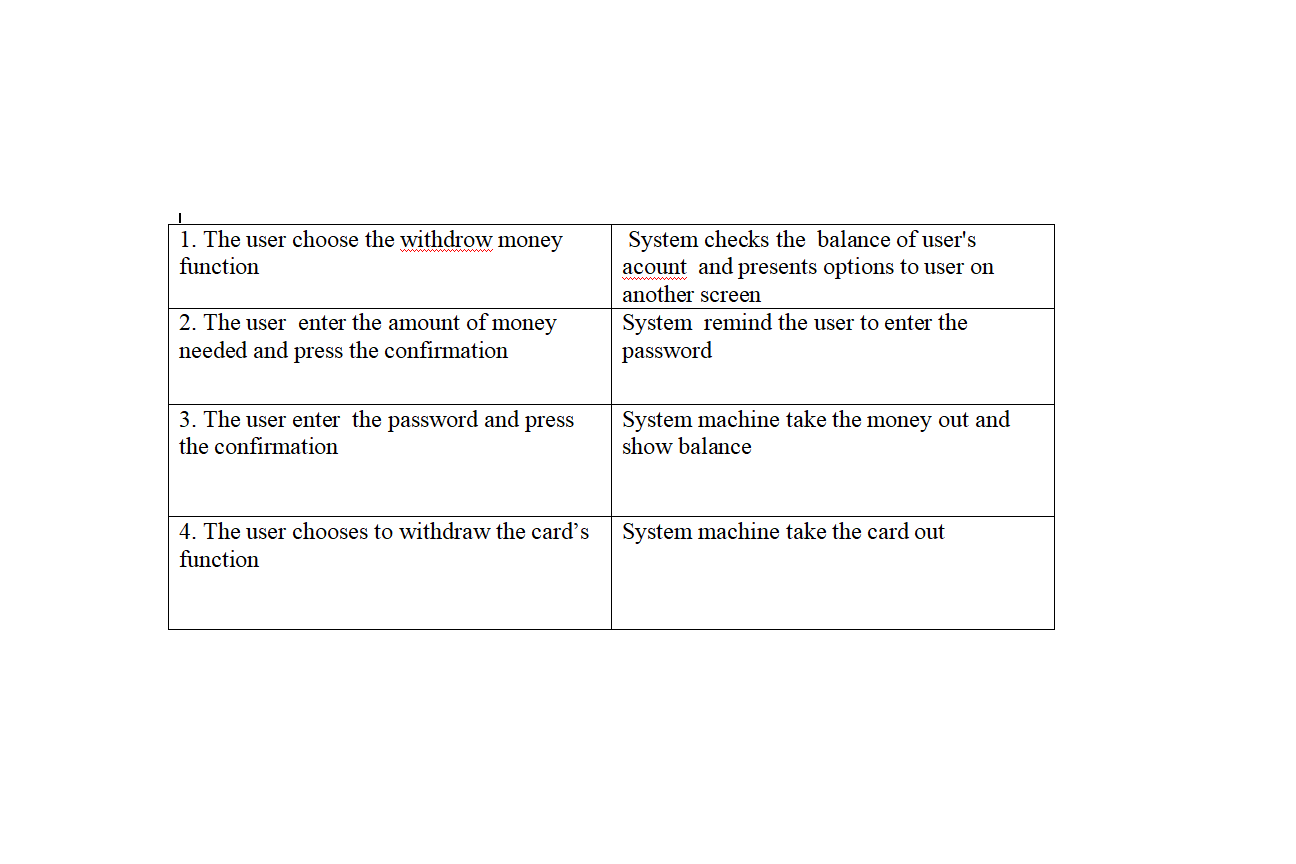 1. The user choose the withdrow money
function
System checks the  balance of user's
acount  and presents options to user on
another screen
2. The user  enter the amount of money
needed and press the confirmation
System  remind the user to enter the
password
3. The user enter  the password and press
the confirmation
System machine take the money out and
show balance
4. The user chooses to withdraw the card’s
function
System machine take the card out